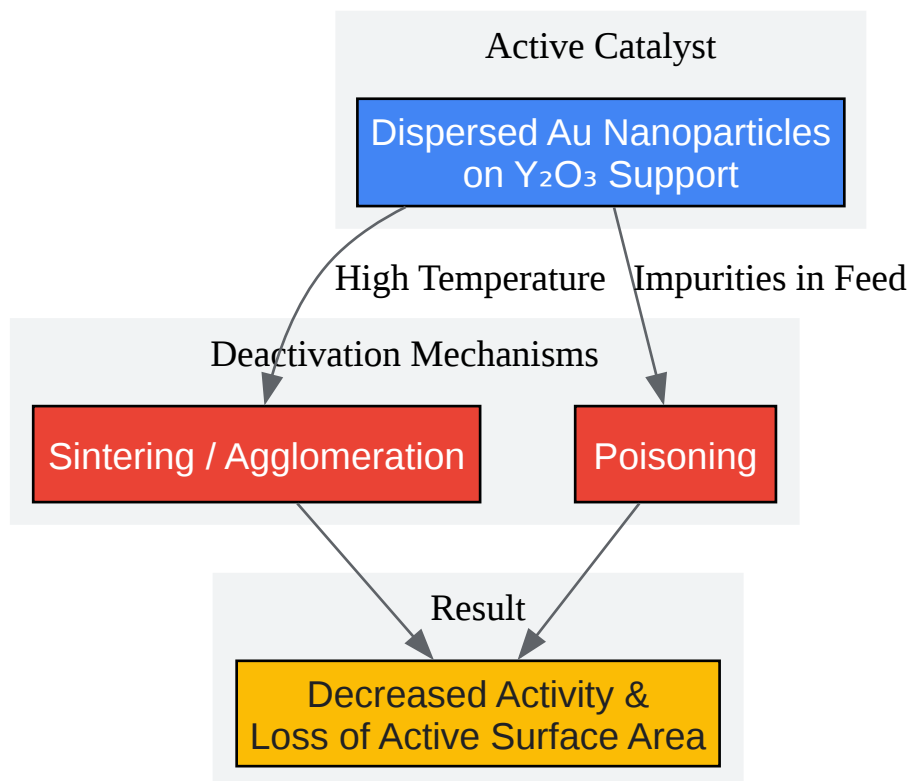 Active Catalyst
Dispersed Au Nanoparticles
on Y₂O₃ Support
High Temperature
Impurities in Feed
Deactivation Mechanisms
Sintering / Agglomeration
Poisoning
Result
Decreased Activity &
Loss of Active Surface Area